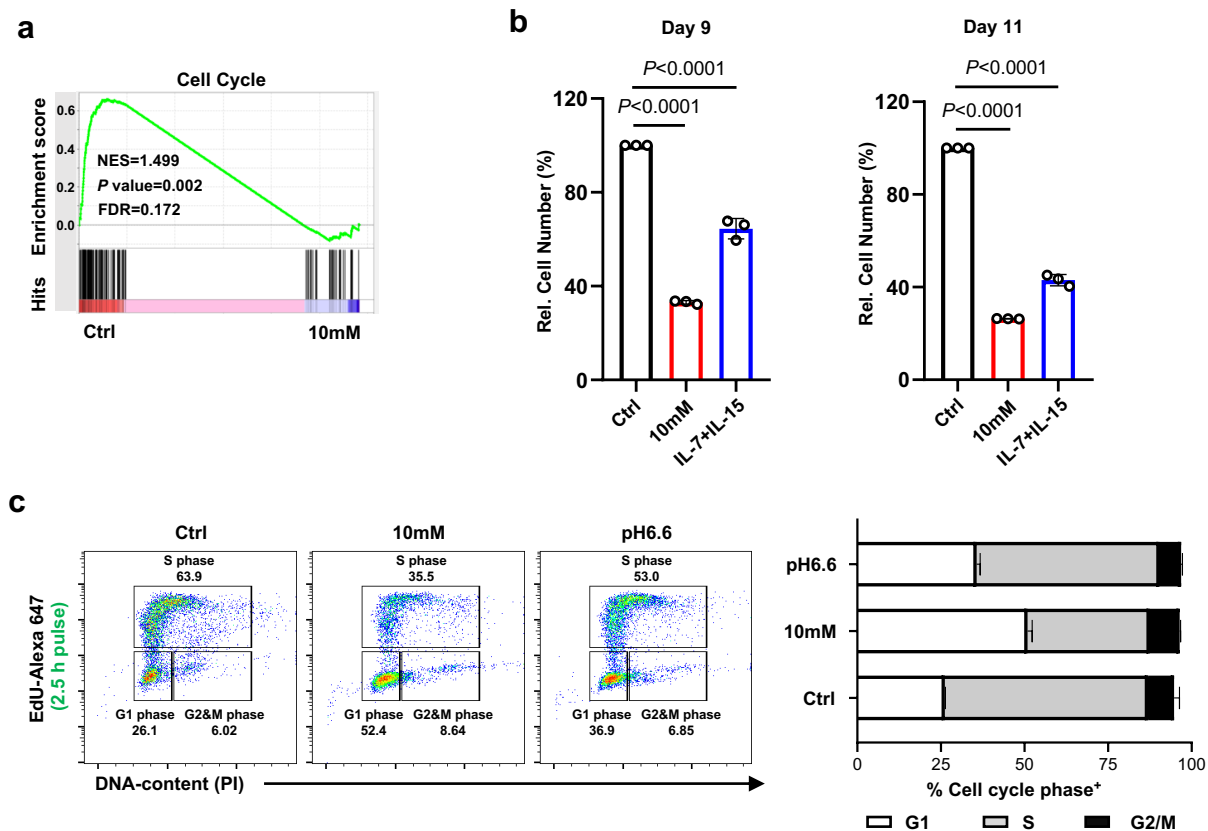 a
Cell Cycle
Enrichment score
0.6
0.4
0.2
0.0
NES=1.499
P value=0.002
FDR=0.172
Hits
Ctrl
10mM
b
Day 9
P<0.0001
P<0.0001
Rel. Cell Number (%)
120
80
40
0
Ctrl
10mM
IL-7+IL-15
Day 11
P<0.0001
P<0.0001
Rel. Cell Number (%)
120
80
40
0
Ctrl
10mM
IL-7+IL-15
c
EdU-Alexa 647
(2.5 h pulse)
Ctrl
S phase
63.9
G1 phase
26.1
G2&M phase
6.02
10mM
S phase
35.5
G1 phase
52.4
G2&M phase
8.64
pH6.6
S phase
53.0
G1 phase
36.9
G2&M phase
6.85
DNA-content (PI)
pH6.6
10mM
Ctrl
0 50 100
% Cell cycle phase⁺
G1 S G2/M